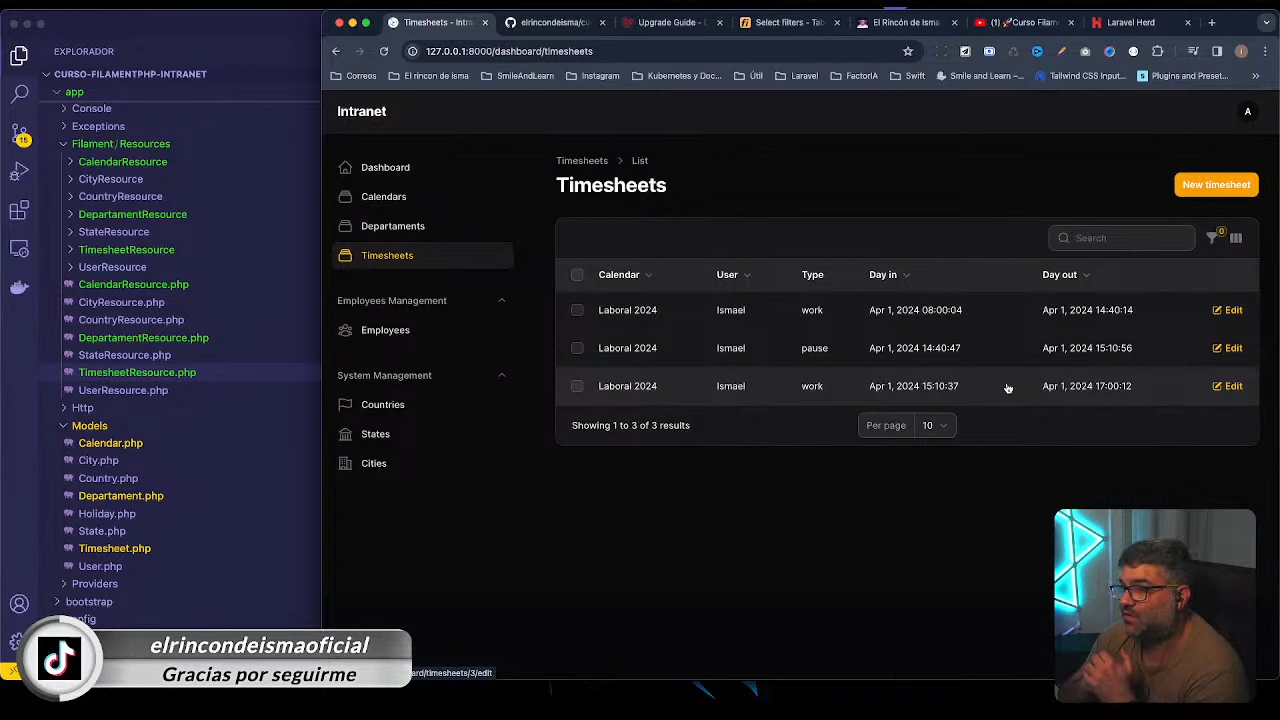 EXPLORADOR
CURSO-FILAMENTPHP-INTRANET
app
Console
Exceptions
Filament / Resources
CalendarResource
CityResource
CountryResource
DepartamentResource
StateResource
TimesheetResource
UserResource
CalendarResource.php
CityResource.php
CountryResource.php
DepartamentResource.php
StateResource.php
TimesheetResource.php
UserResource.php
Http
Models
Calendar.php
City.php
Country.php
Departament.php
Holiday.php
State.php
Timesheet.php
User.php
Providers
bootstrap
15
Timesheets - Intra
elrincondeisma/cu
Upgrade Guide - L
Select filters - Tab
El Rincón de Isma
(1) 🚀Curso Filam
Laravel Herd
127.0.0.1:8000/dashboard/timesheets
Correos
El rincon de isma
SmileAndLearn
Instagram
Kubernetes y Doc...
Útil
Laravel
FactorIA
Swift
Smile and Learn –...
Tailwind CSS Input...
Plugins and Preset...
Intranet
A
Dashboard
Calendars
Departaments
Timesheets
Employees Management
Employees
System Management
Countries
States
Cities
Timesheets > List
Timesheets
New timesheet
Search
0
Calendar User Type Day in Day out
Laboral 2024 Ismael work Apr 1, 2024 08:00:04 Apr 1, 2024 14:40:14 Edit
Laboral 2024 Ismael pause Apr 1, 2024 14:40:47 Apr 1, 2024 15:10:56 Edit
Laboral 2024 Ismael work Apr 1, 2024 15:10:37 Apr 1, 2024 17:00:12 Edit
Showing 1 to 3 of 3 results
Per page 10
elrincondeismaoficial
Gracias por seguirme
ard/timesheets/3/edit